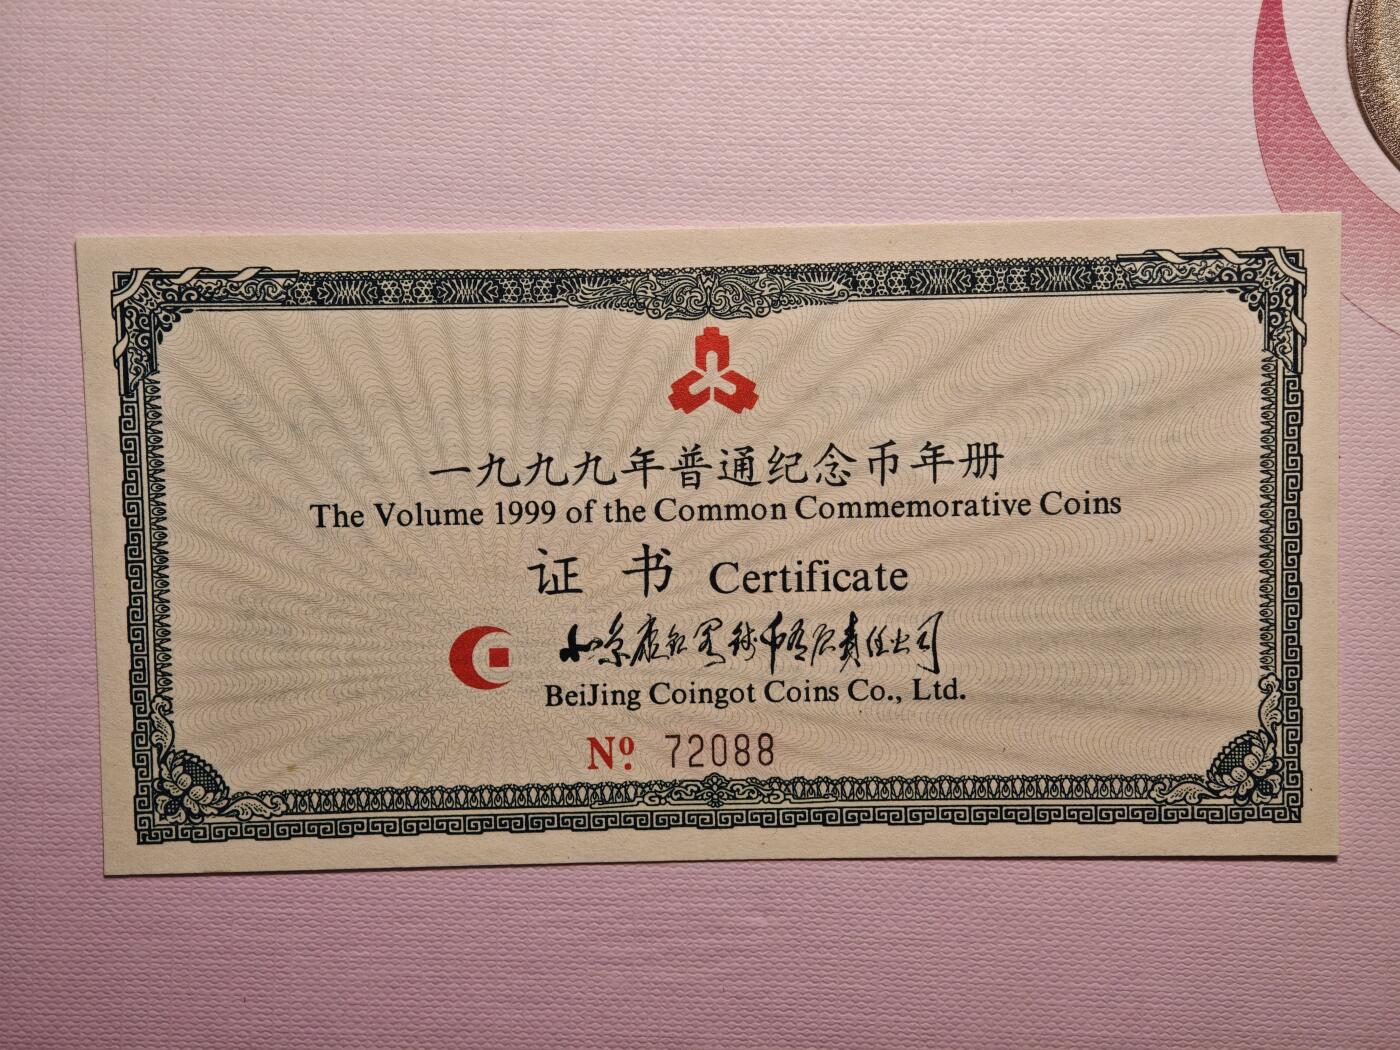 一九九九年普通纪念币年册
The Volume 1999 of the Common Commemorative Coins
证书 Certificate
北京康银阁钱币有限责任公司
BeiJing Coingot Coins Co., Ltd.
Nº 72088